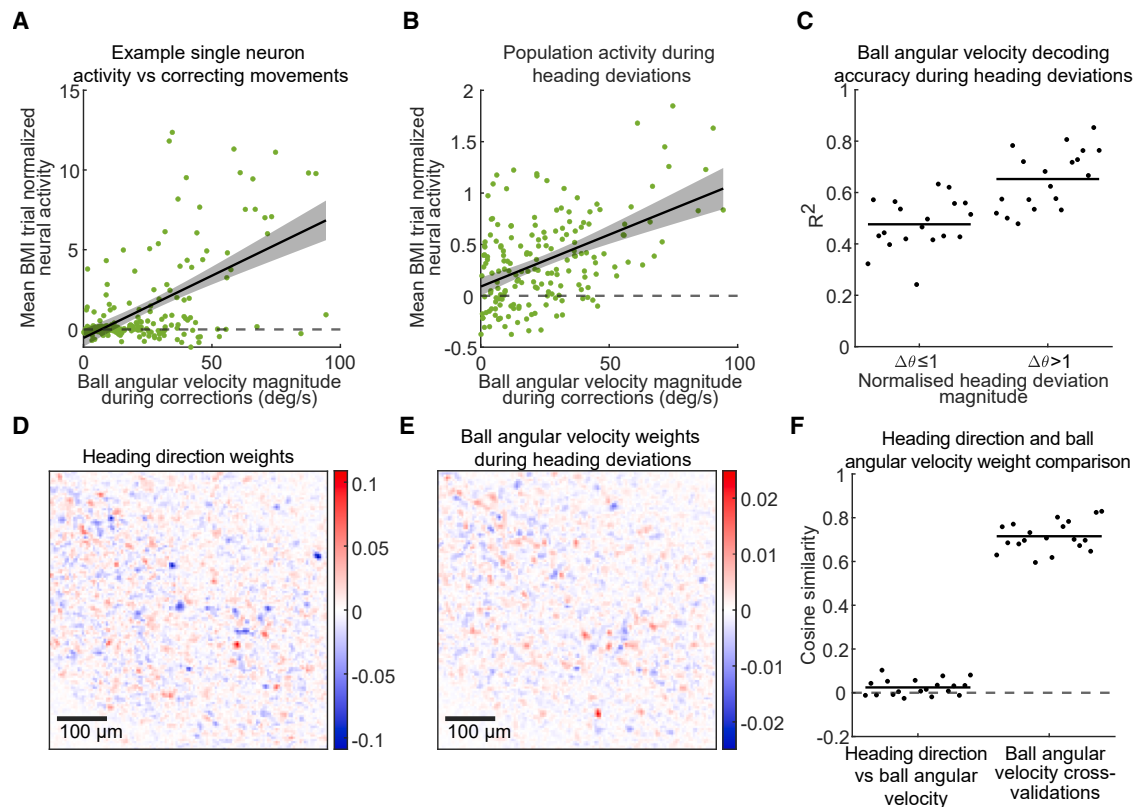 A
Example single neuron
activity vs correcting movements
Mean BMI trial normalized
neural activity
15
10
5
0
0
50
100
Ball angular velocity magnitude
during corrections (deg/s)
B
Population activity during
heading deviations
Mean BMI trial normalized
neural activity
2
1.5
1
0.5
0
-0.5
0
50
100
Ball angular velocity magnitude
during corrections (deg/s)
C
Ball angular velocity decoding
accuracy during heading deviations
R²
1
0.8
0.6
0.4
0.2
0
Δθ≤1
Δθ>1
Normalised heading deviation
magnitude
D
Heading direction weights
100 µm
0.1
0.05
0
-0.05
-0.1
E
Ball angular velocity weights
during heading deviations
100 µm
0.02
0.01
0
-0.01
-0.02
F
Heading direction and ball
angular velocity weight comparison
Cosine similarity
1
0.8
0.6
0.4
0.2
0
-0.2
Heading direction
vs ball angular
velocity
Ball angular
velocity cross-
validations